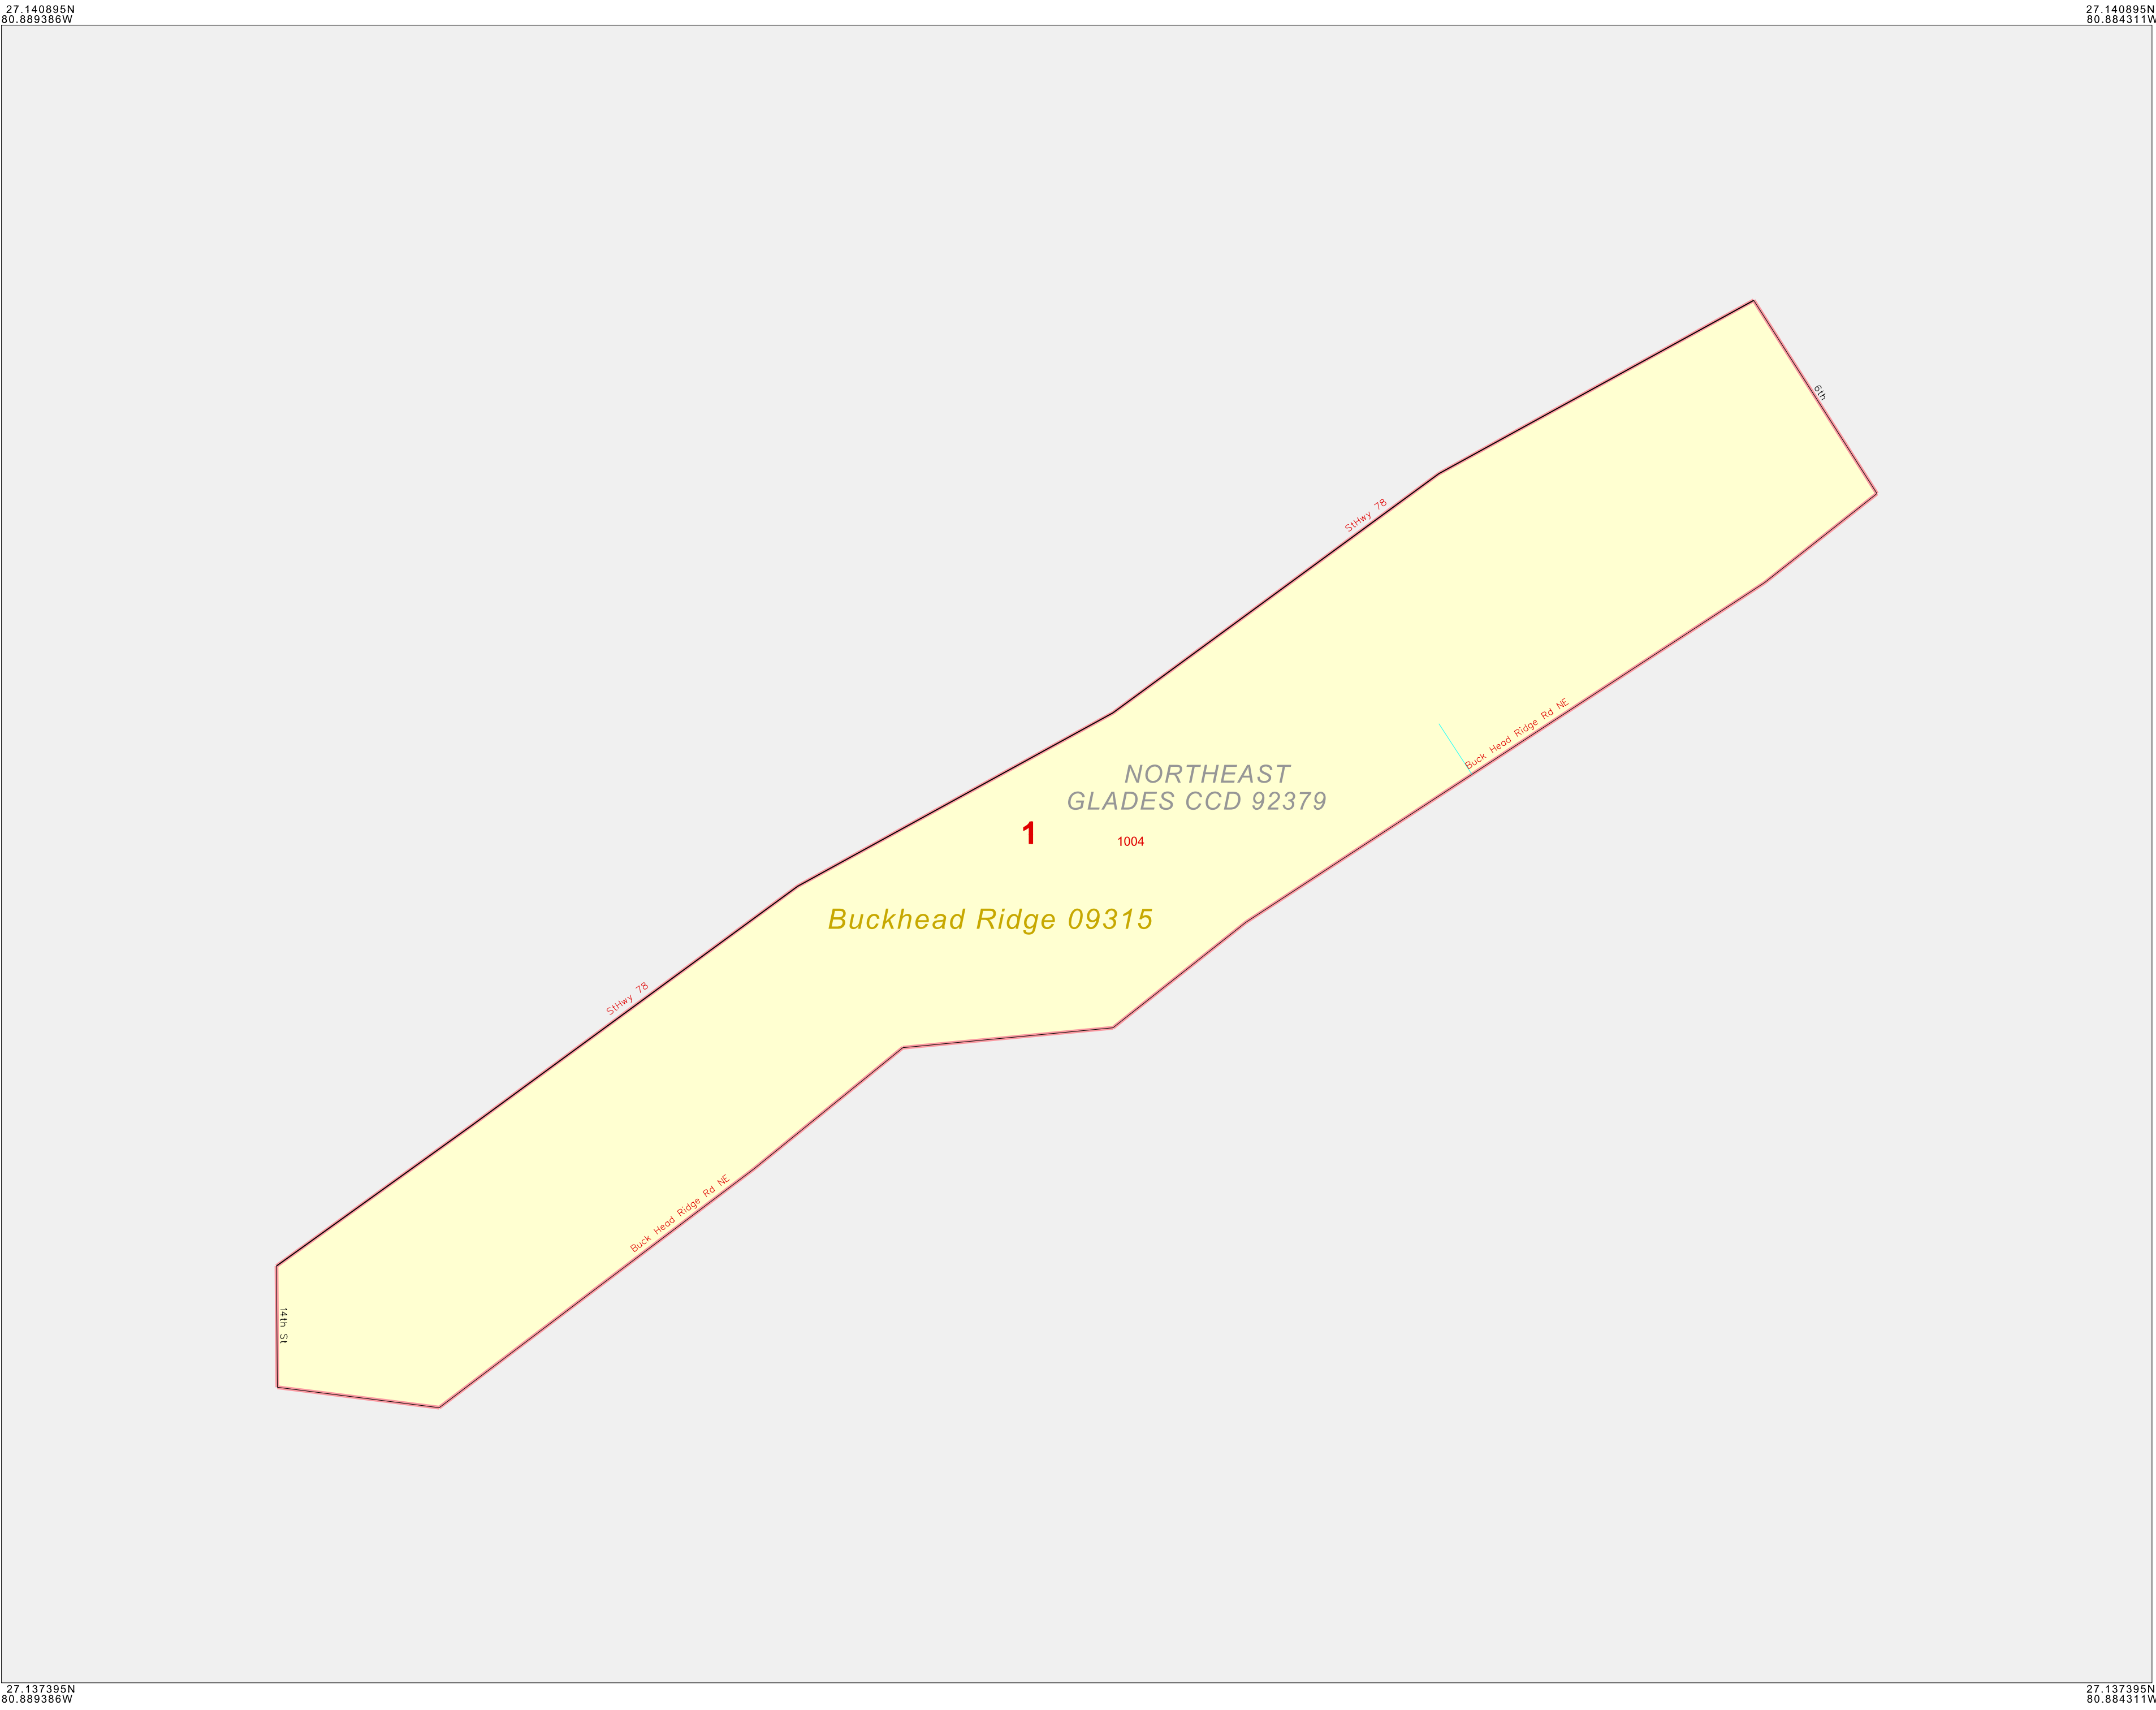 27.140895N
80.889386W
27.140895N
80.884311W
6th
StHwy 78
Buck Head Ridge Rd NE
NORTHEAST
GLADES CCD 92379
1
1004
Buckhead Ridge 09315
StHwy 78
Buck Head Ridge Rd NE
14th St
27.137395N
80.889386W
27.137395N
80.884311W